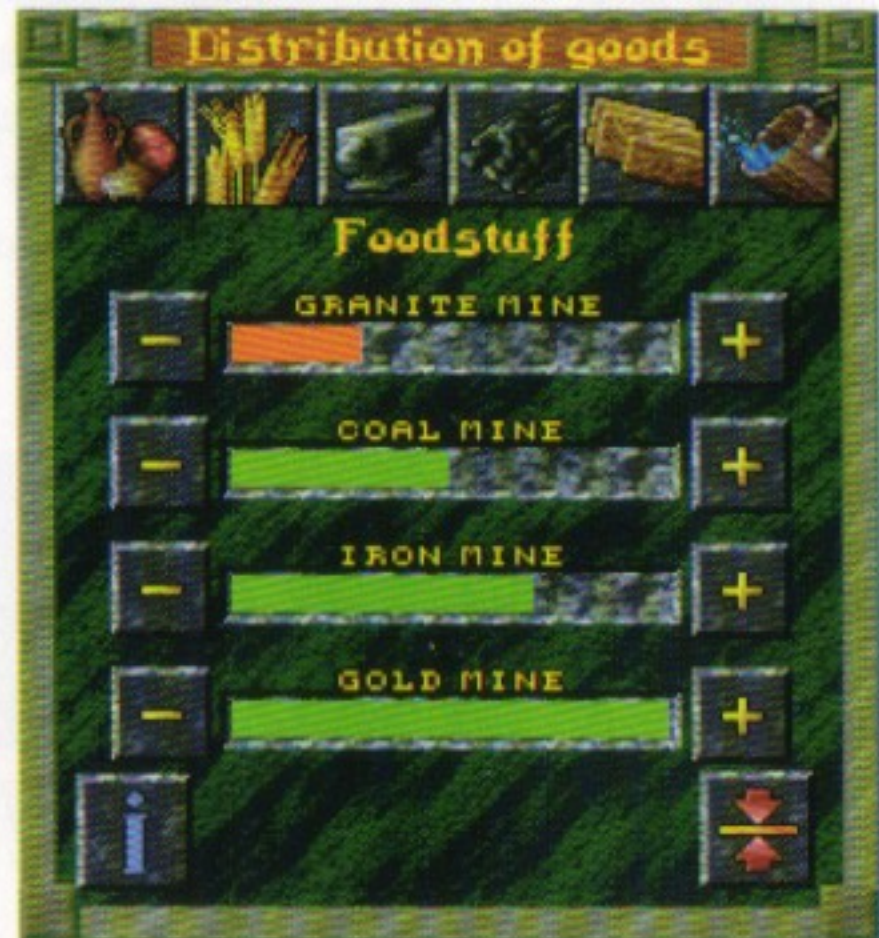 Distribution of goods
Foodstuff
GRANITE MINE
- +
COAL MINE
- +
IRON MINE
- +
GOLD MINE
- +
i